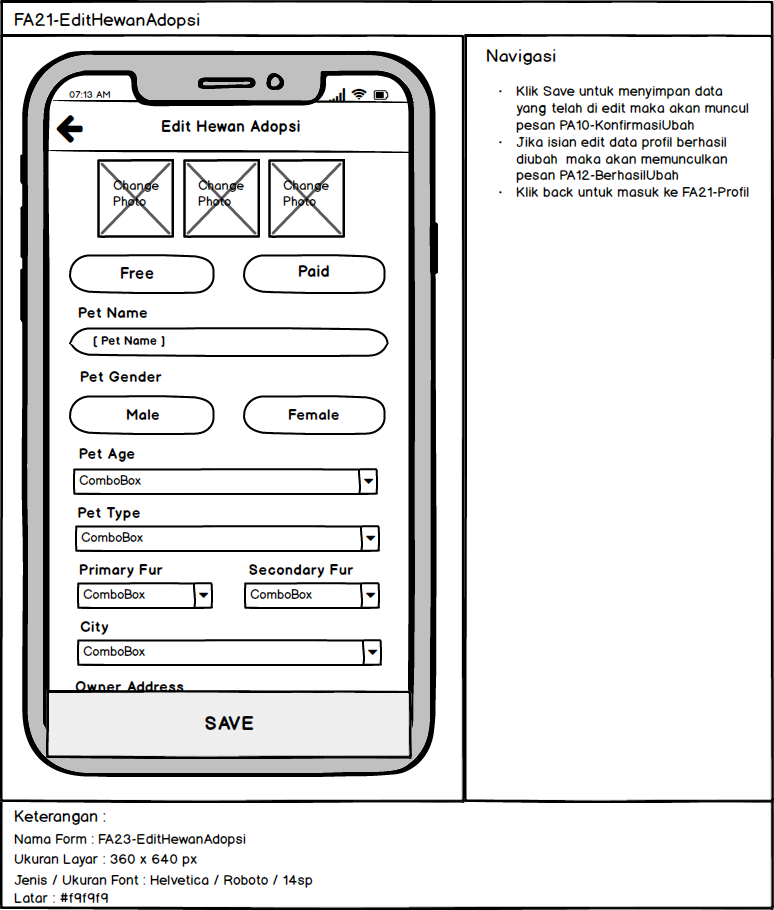 FA21-EditHewanAdopsi
07:13 AM
Edit Hewan Adopsi
Change Photo
Change Photo
Change Photo
Free
Paid
Pet Name
[ Pet Name ]
Pet Gender
Male
Female
Pet Age
ComboBox
Pet Type
ComboBox
Primary Fur
Secondary Fur
ComboBox
ComboBox
City
ComboBox
Owner Address
SAVE
Navigasi
· Klik Save untuk menyimpan data
yang telah di edit maka akan muncul
pesan PA10-KonfirmasiUbah
· Jika isian edit data profil berhasil
diubah maka akan memunculkan
pesan PA12-BerhasilUbah
· Klik back untuk masuk ke FA21-Profil
Keterangan :
Nama Form : FA23-EditHewanAdopsi
Ukuran Layar : 360 x 640 px
Jenis / Ukuran Font : Helvetica / Roboto / 14sp
Latar : #f9f9f9